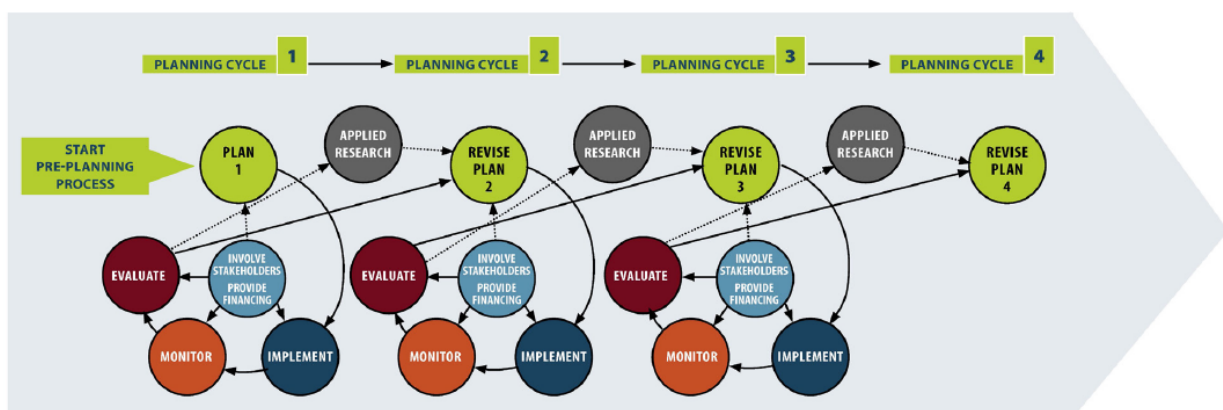 PLANNING CYCLE 1
PLANNING CYCLE 2
PLANNING CYCLE 3
PLANNING CYCLE 4
START
PRE-PLANNING
PROCESS
PLAN
1
APPLIED
RESEARCH
REVISE
PLAN
2
APPLIED
RESEARCH
REVISE
PLAN
3
APPLIED
RESEARCH
REVISE
PLAN
4
EVALUATE
INVOLVE
STAKEHOLDERS
PROVIDE
FINANCING
MONITOR
IMPLEMENT
EVALUATE
INVOLVE
STAKEHOLDERS
PROVIDE
FINANCING
MONITOR
IMPLEMENT
EVALUATE
INVOLVE
STAKEHOLDERS
PROVIDE
FINANCING
MONITOR
IMPLEMENT